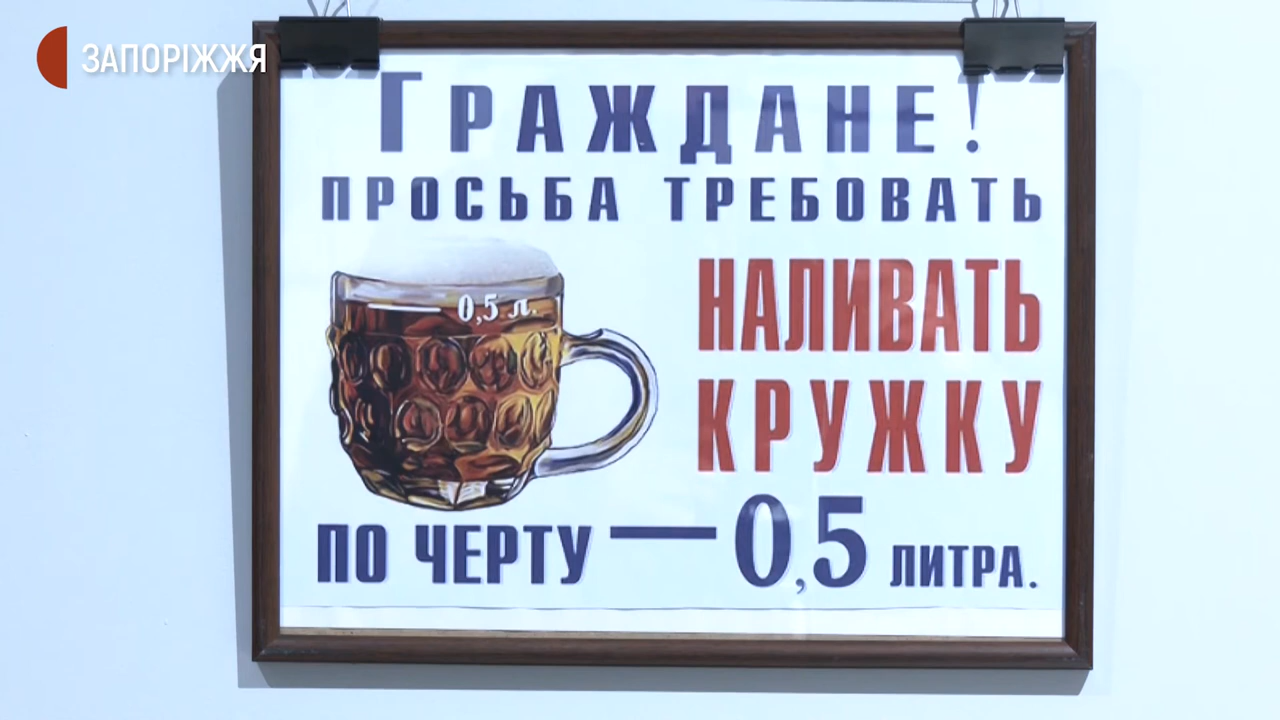 ЗАПОРІЖЖЯ
ГРАЖДАНЕ!
ПРОСЬБА ТРЕБОВАТЬ
0,5 л.
НАЛИВАТЬ
КРУЖКУ
ПО ЧЕРТУ — 0,5 ЛИТРА.